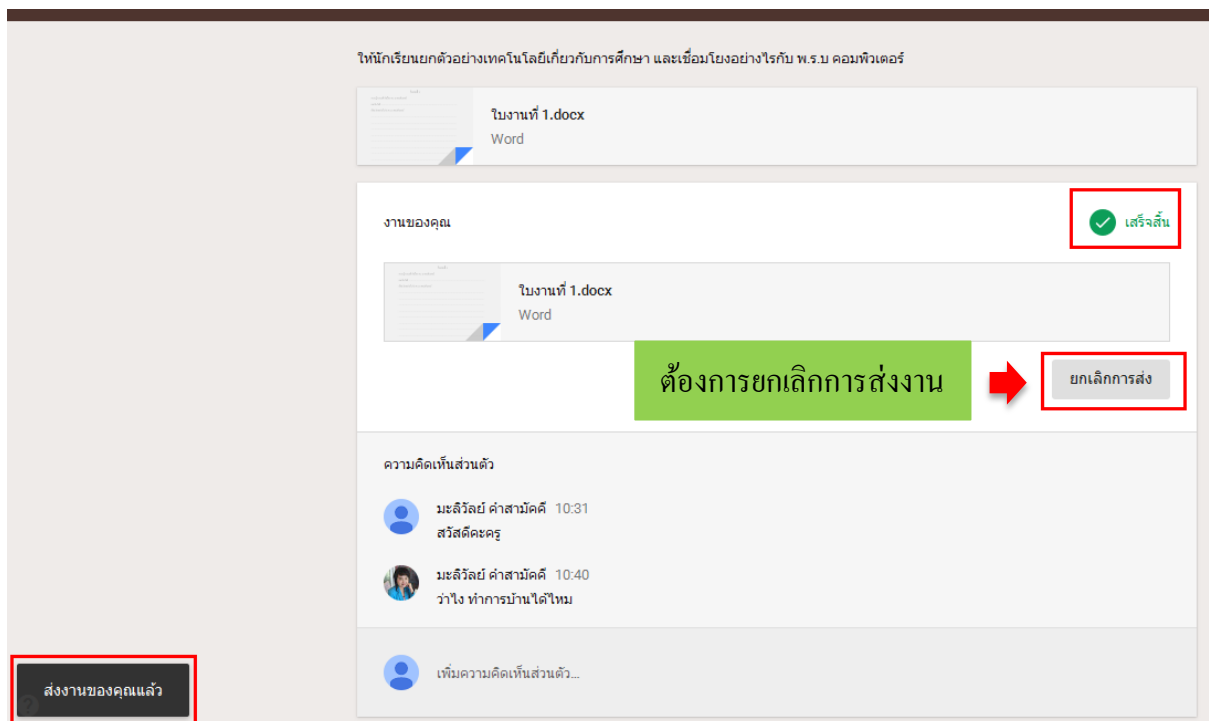 ให้นักเรียนยกตัวอย่างเทคโนโลยีเกี่ยวกับการศึกษา และเชื่อมโยงอย่างไรกับ พ.ร.บ คอมพิวเตอร์
ใบงานที่ 1.docx
Word
งานของคุณ
เสร็จสิ้น
ใบงานที่ 1.docx
Word
ต้องการยกเลิกการส่งงาน
ยกเลิกการส่ง
ความคิดเห็นส่วนตัว
มะลิวัลย์ คำสามัคคี 10:31
สวัสดีคะครู
มะลิวัลย์ คำสามัคคี 10:40
ว่าไง ทำการบ้านได้ไหม
เพิ่มความคิดเห็นส่วนตัว...
ส่งงานของคุณแล้ว